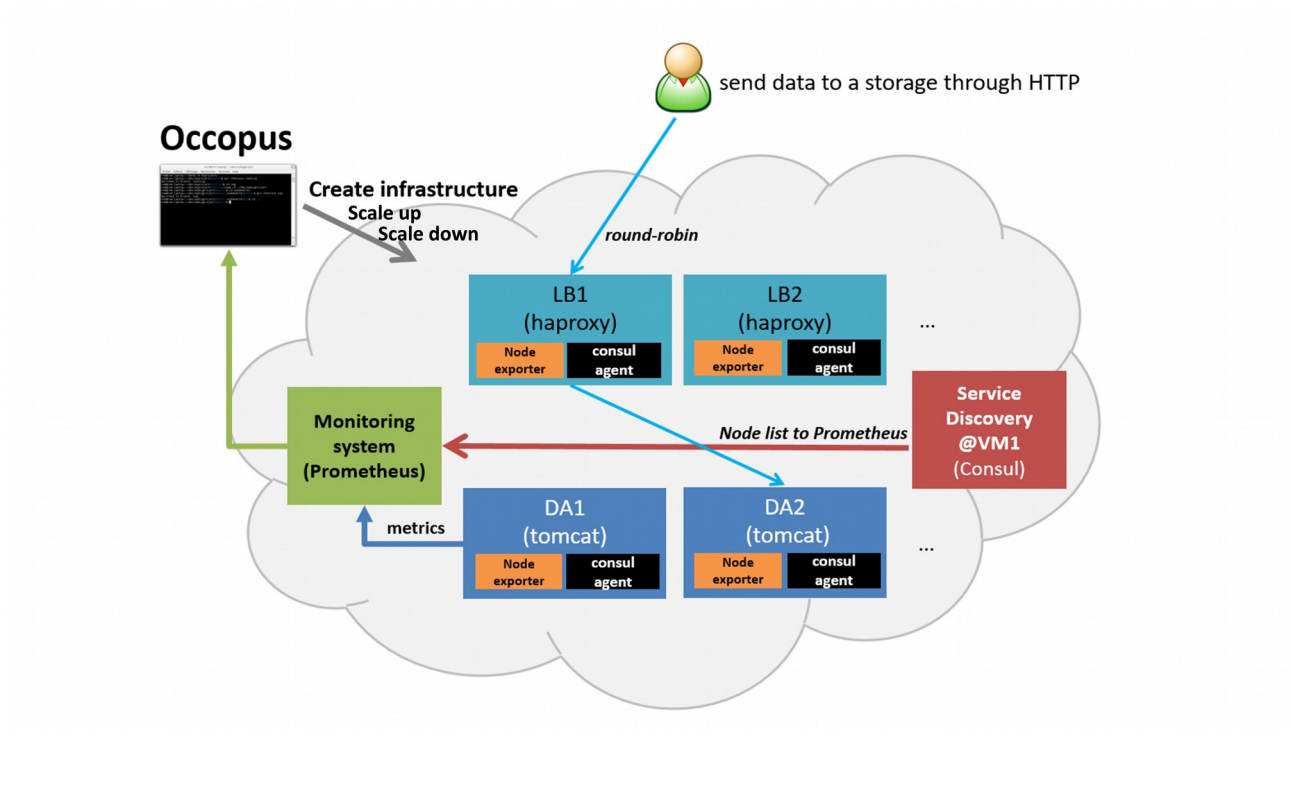 send data to a storage through HTTP
Occopus
Create infrastructure
Scale up
Scale down
round-robin
LB1
(haproxy)
Node
exporter
consul
agent
LB2
(haproxy)
Node
exporter
consul
agent
...
Service
Discovery
@VM1
(Consul)
Node list to Prometheus
Monitoring
system
(Prometheus)
metrics
DA1
(tomcat)
Node
exporter
consul
agent
DA2
(tomcat)
Node
exporter
consul
agent
...